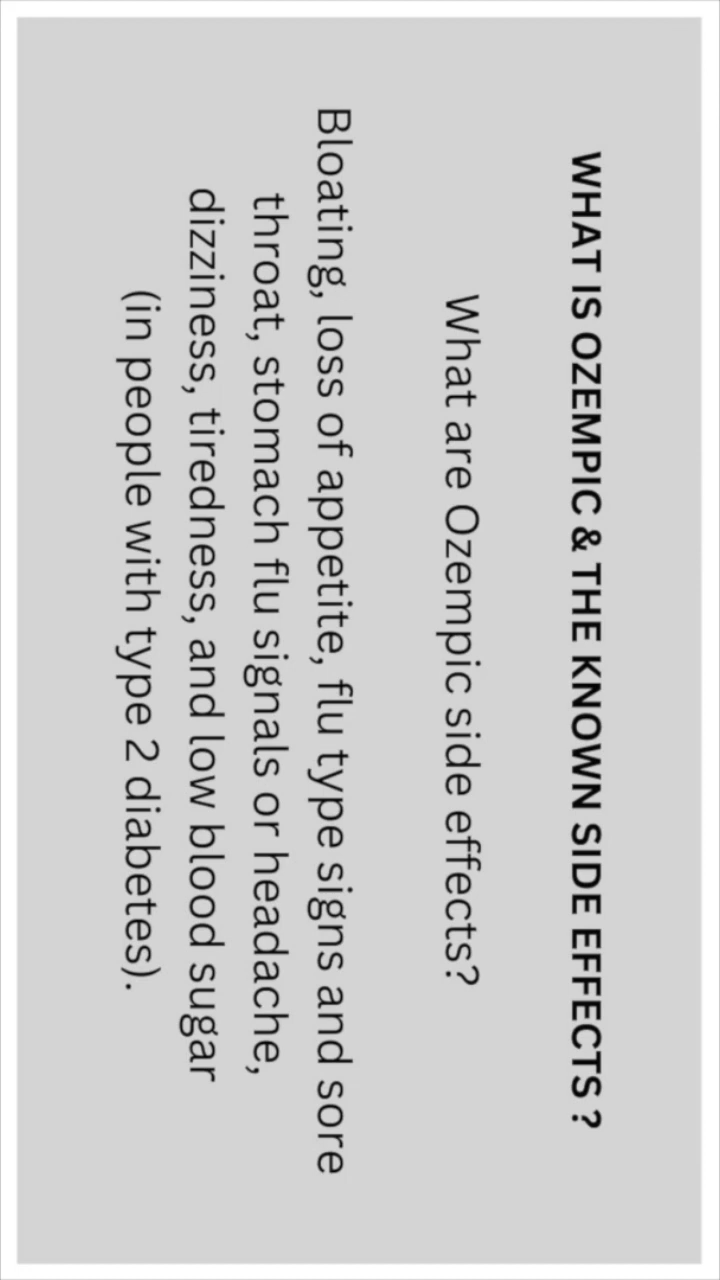 WHAT IS OZEMPIC & THE KNOWN SIDE EFFECTS ?
What are Ozempic side effects?
Bloating, loss of appetite, flu type signs and sore
throat, stomach flu signals or headache,
dizziness, tiredness, and low blood sugar
(in people with type 2 diabetes).